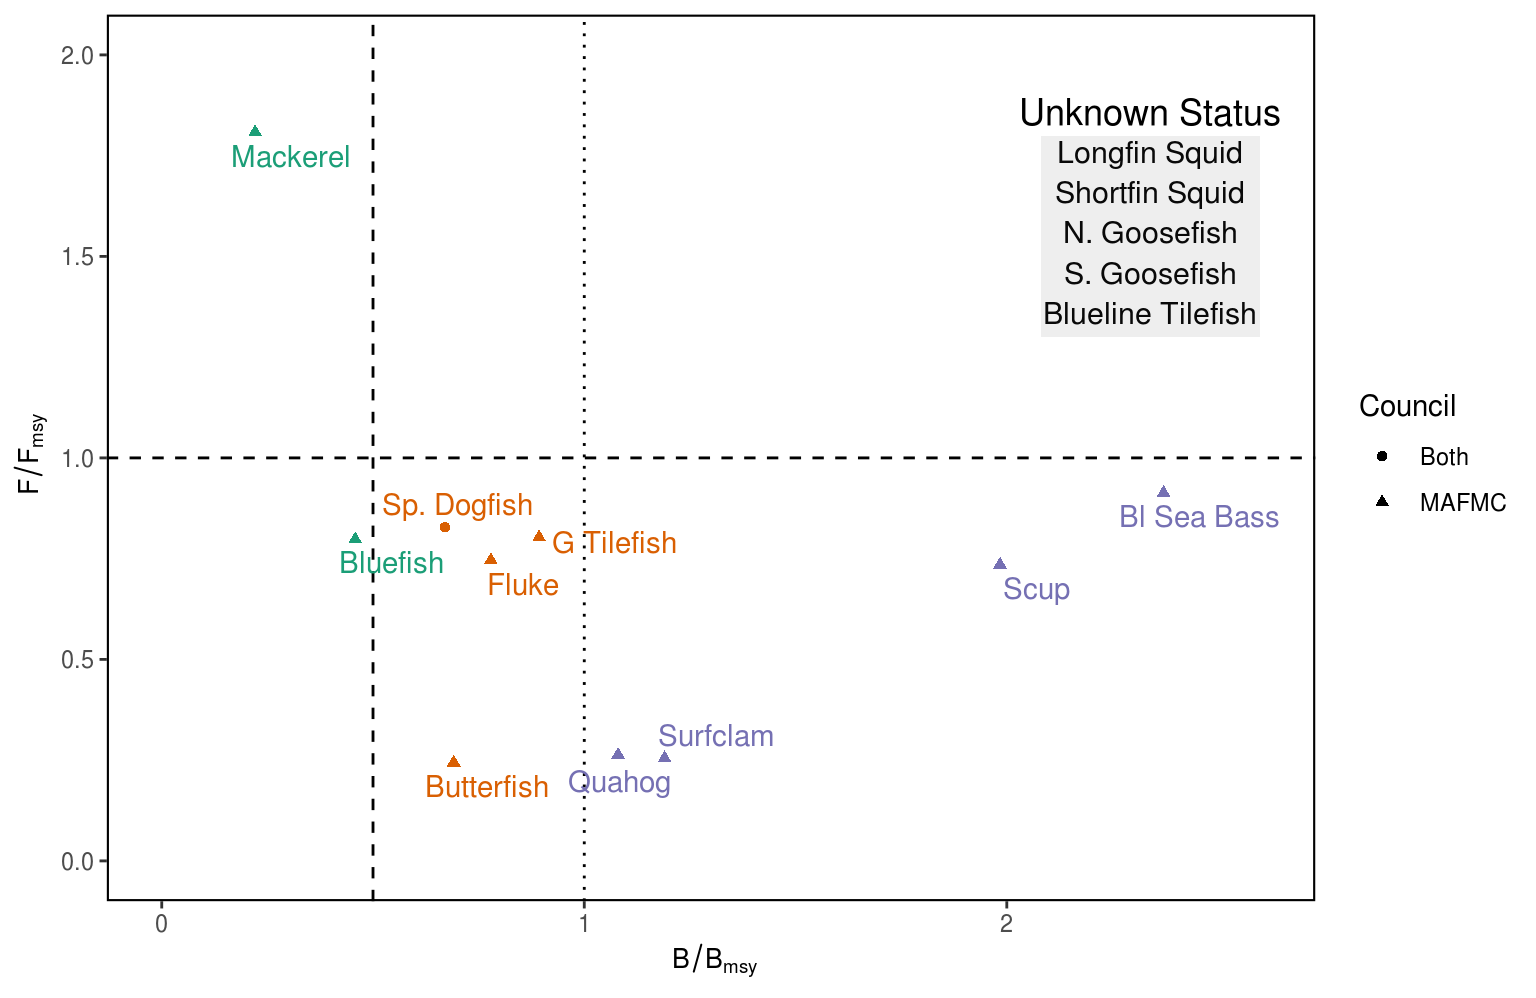 2.0
1.5
1.0
0.5
0.0
F/Fmsy
Mackerel
Unknown Status
Longfin Squid
Shortfin Squid
N. Goosefish
S. Goosefish
Blueline Tilefish
Sp. Dogfish
G Tilefish
Bluefish
Fluke
Bl Sea Bass
Scup
Surfclam
Quahog
Butterfish
0
1
2
B/Bmsy
Council
Both
MAFMC